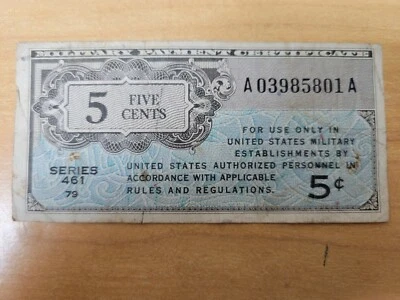 MILITARY PAYMENT CERTIFICATE
5 FIVE CENTS
A03985801A
FOR USE ONLY IN
UNITED STATES MILITARY
ESTABLISHMENTS BY
UNITED STATES AUTHORIZED PERSONNEL IN
ACCORDANCE WITH APPLICABLE
RULES AND REGULATIONS.
SERIES
461
79
5¢